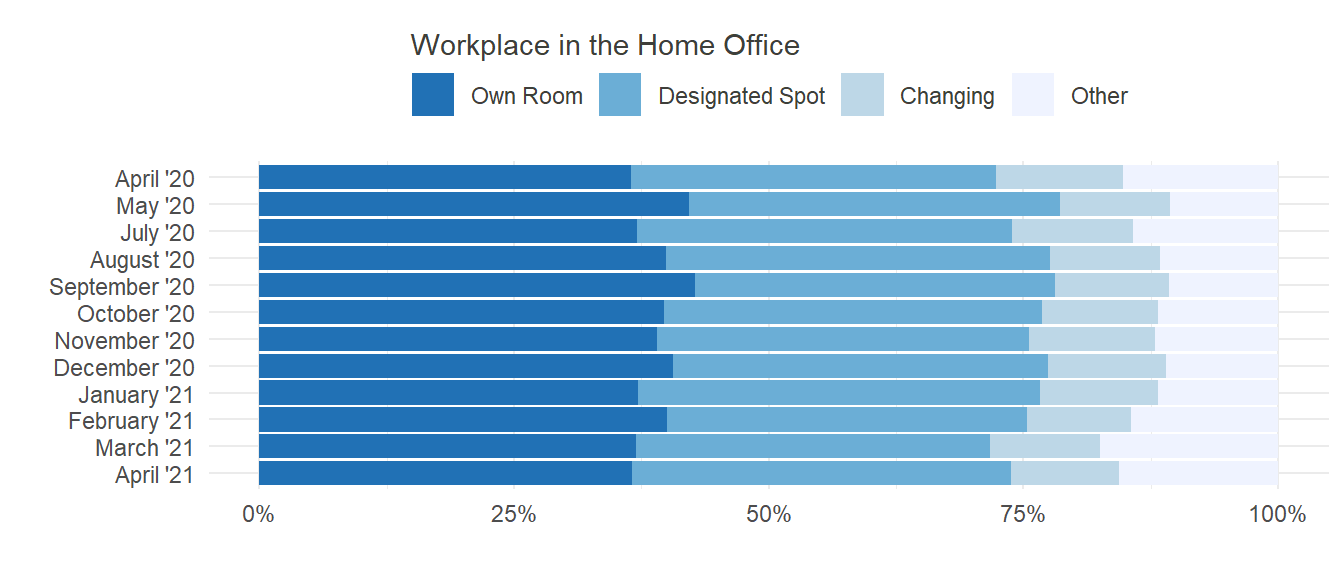 Workplace in the Home Office
Own Room Designated Spot Changing Other
April '20
May '20
July '20
August '20
September '20
October '20
November '20
December '20
January '21
February '21
March '21
April '21
0% 25% 50% 75% 100%